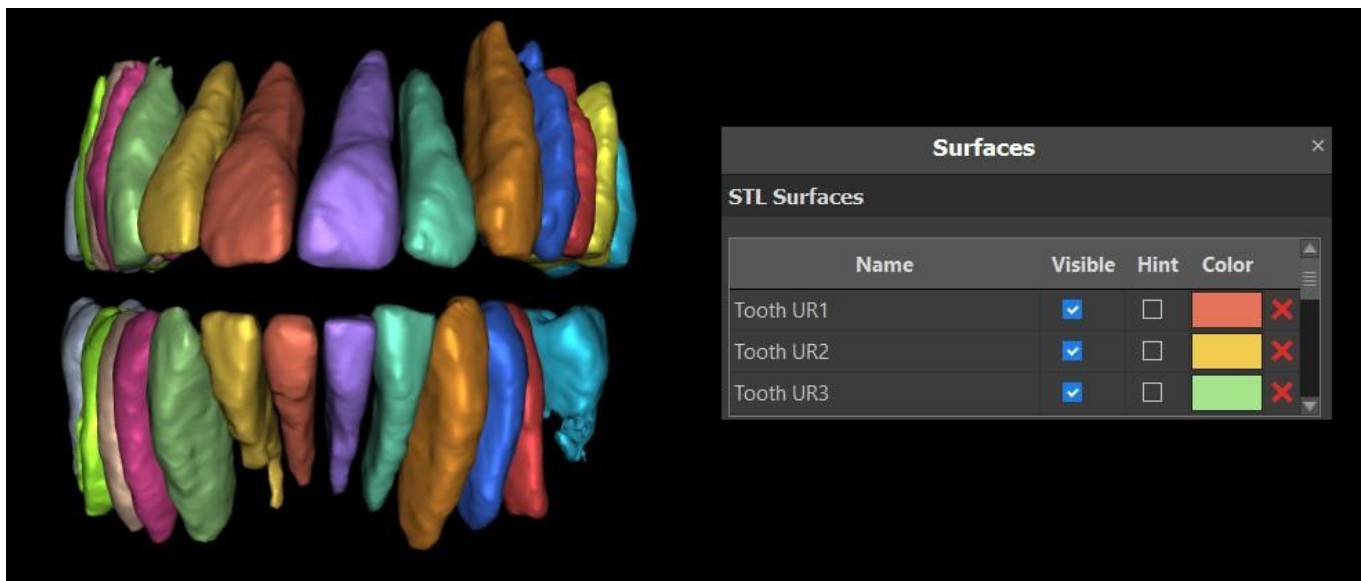 Surfaces ×
STL Surfaces
Name Visible Hint Color
Tooth UR1
Tooth UR2
Tooth UR3